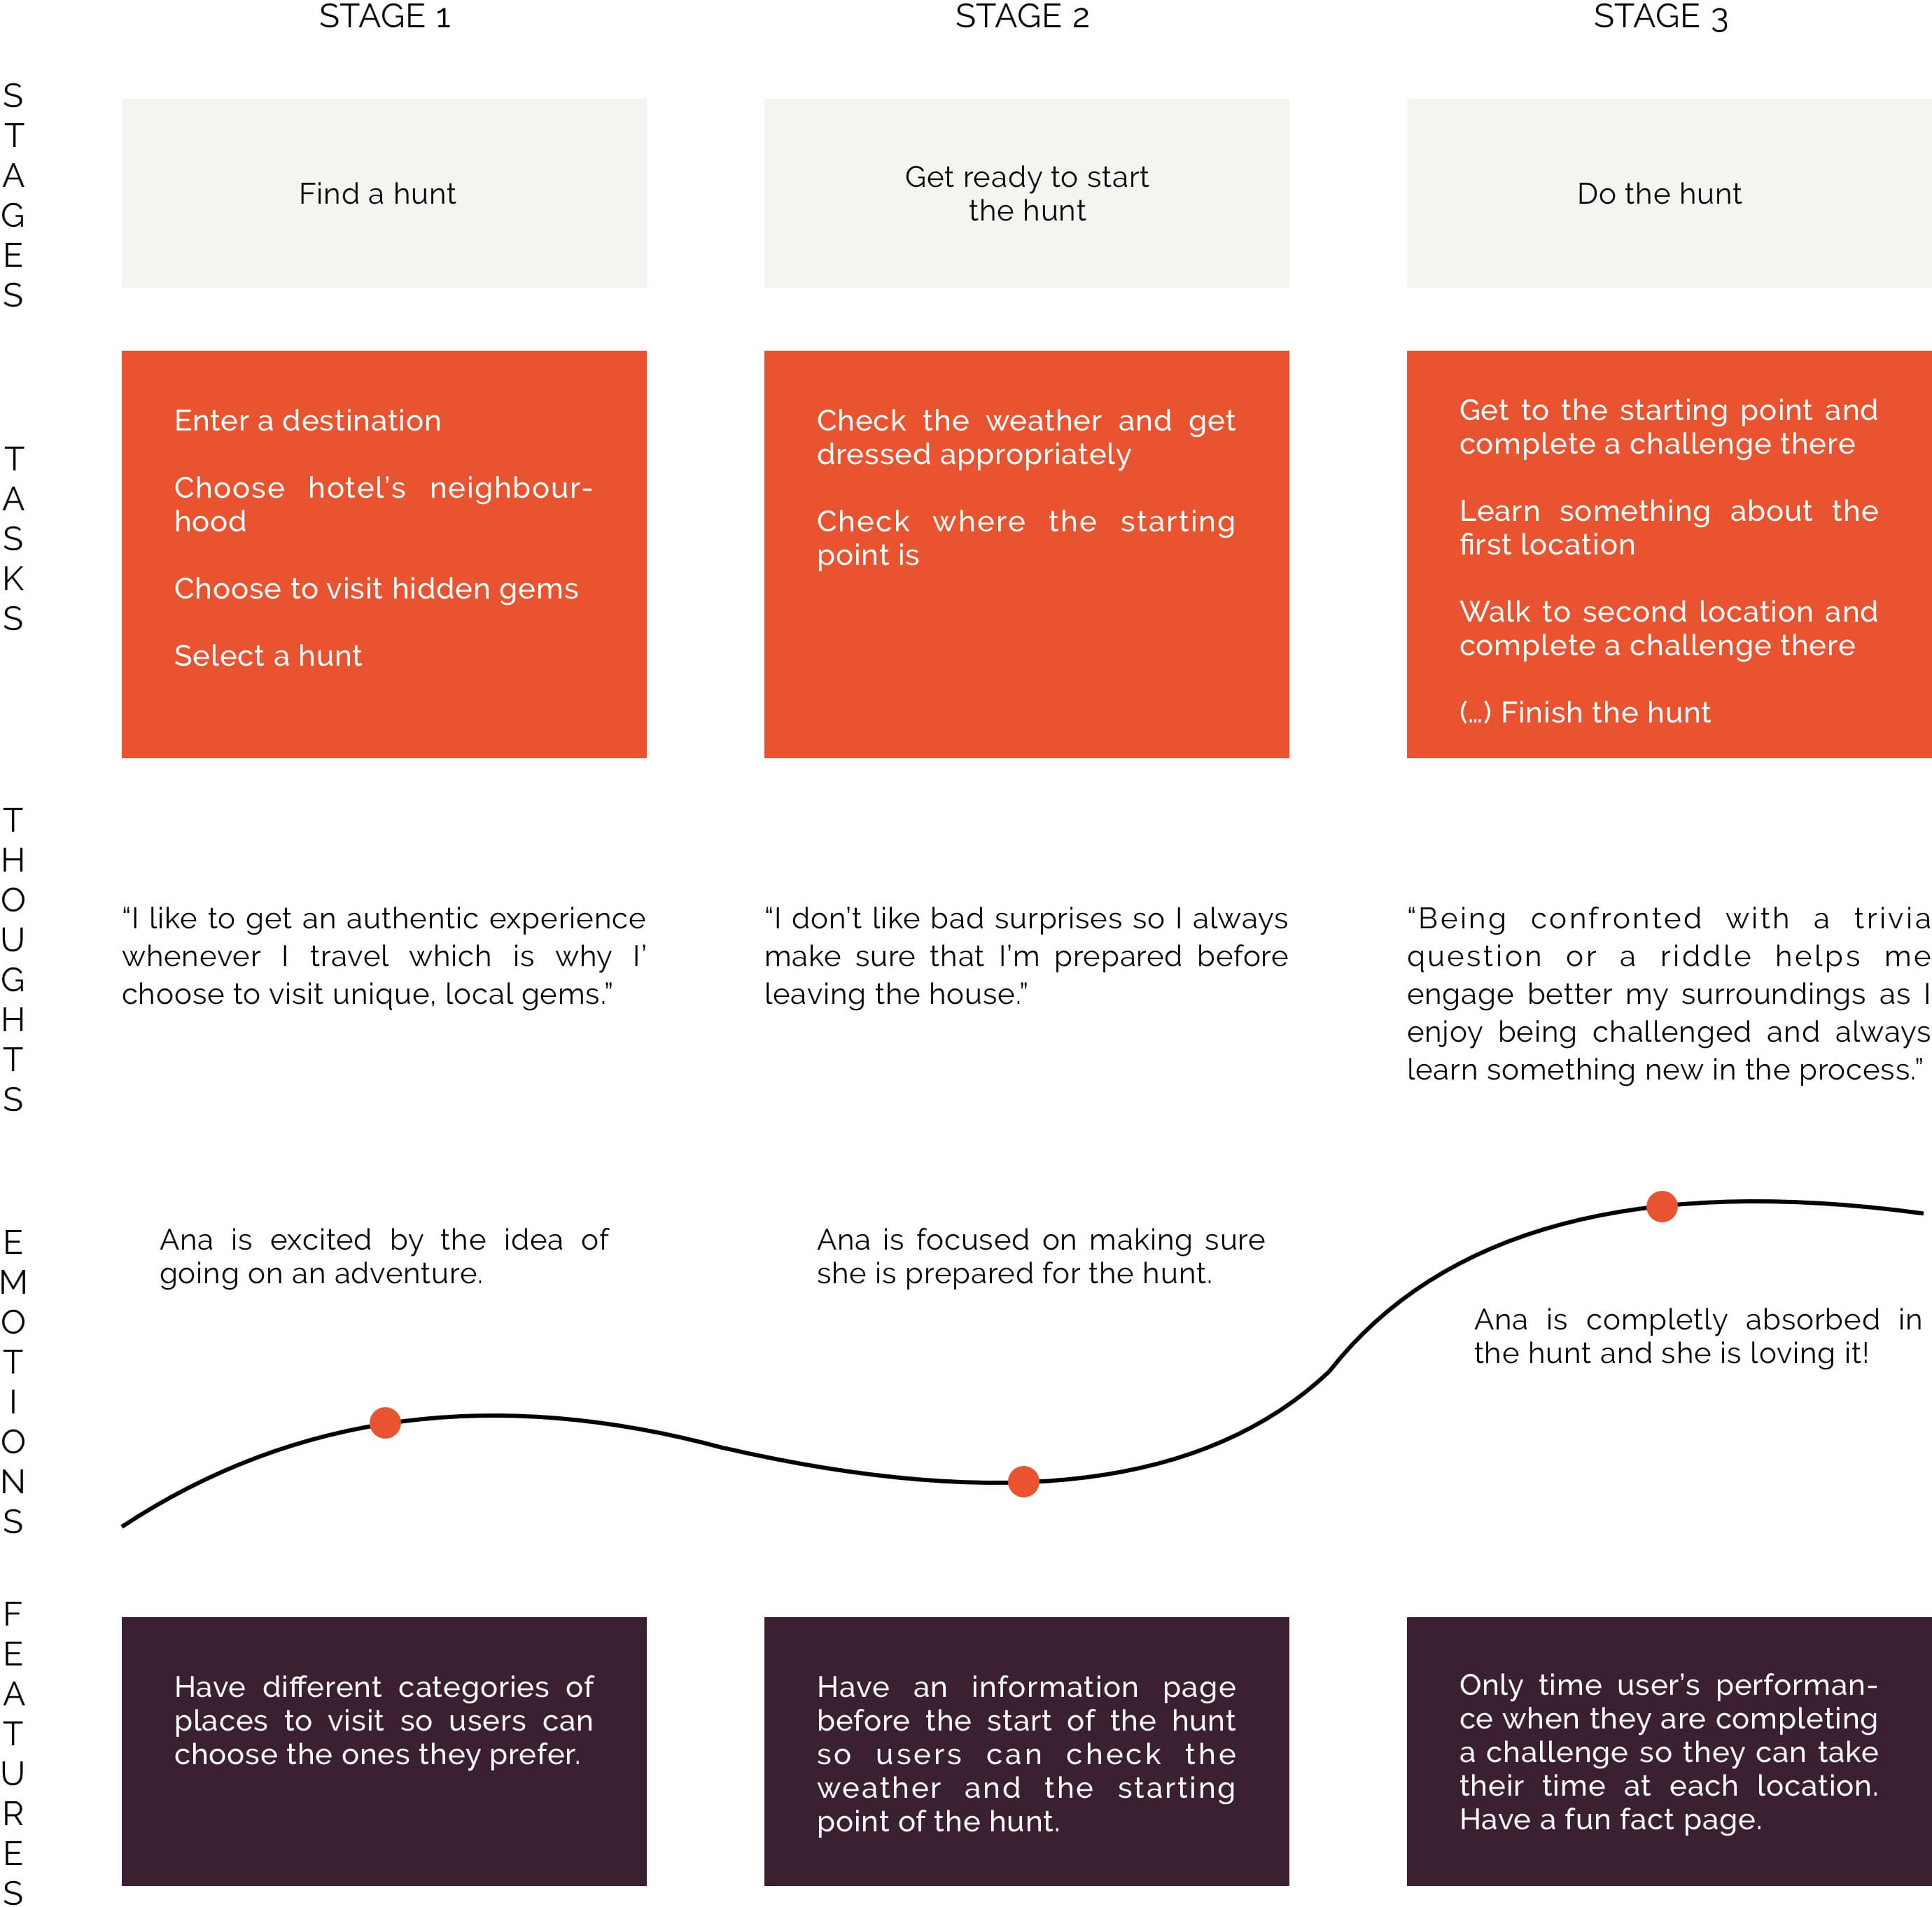 STAGE 1
STAGE 2
STAGE 3
STAGES
Find a hunt
Get ready to start
the hunt
Do the hunt
TASKS
Enter a destination
Choose hotel’s neighbour-
hood
Choose to visit hidden gems
Select a hunt
Check the weather and get
dressed appropriately
Check where the starting
point is
Get to the starting point and
complete a challenge there
Learn something about the
first location
Walk to second location and
complete a challenge there
(...) Finish the hunt
THOUGHTS
“I like to get an authentic experience
whenever I travel which is why I’
choose to visit unique, local gems.”
“I don’t like bad surprises so I always
make sure that I’m prepared before
leaving the house.”
“Being confronted with a trivia
question or a riddle helps me
engage better my surroundings as I
enjoy being challenged and always
learn something new in the process.”
EMOTIONS
Ana is excited by the idea of
going on an adventure.
Ana is focused on making sure
she is prepared for the hunt.
Ana is completly absorbed in
the hunt and she is loving it!
FEATURES
Have different categories of
places to visit so users can
choose the ones they prefer.
Have an information page
before the start of the hunt
so users can check the
weather and the starting
point of the hunt.
Only time user’s performan-
ce when they are completing
a challenge so they can take
their time at each location.
Have a fun fact page.